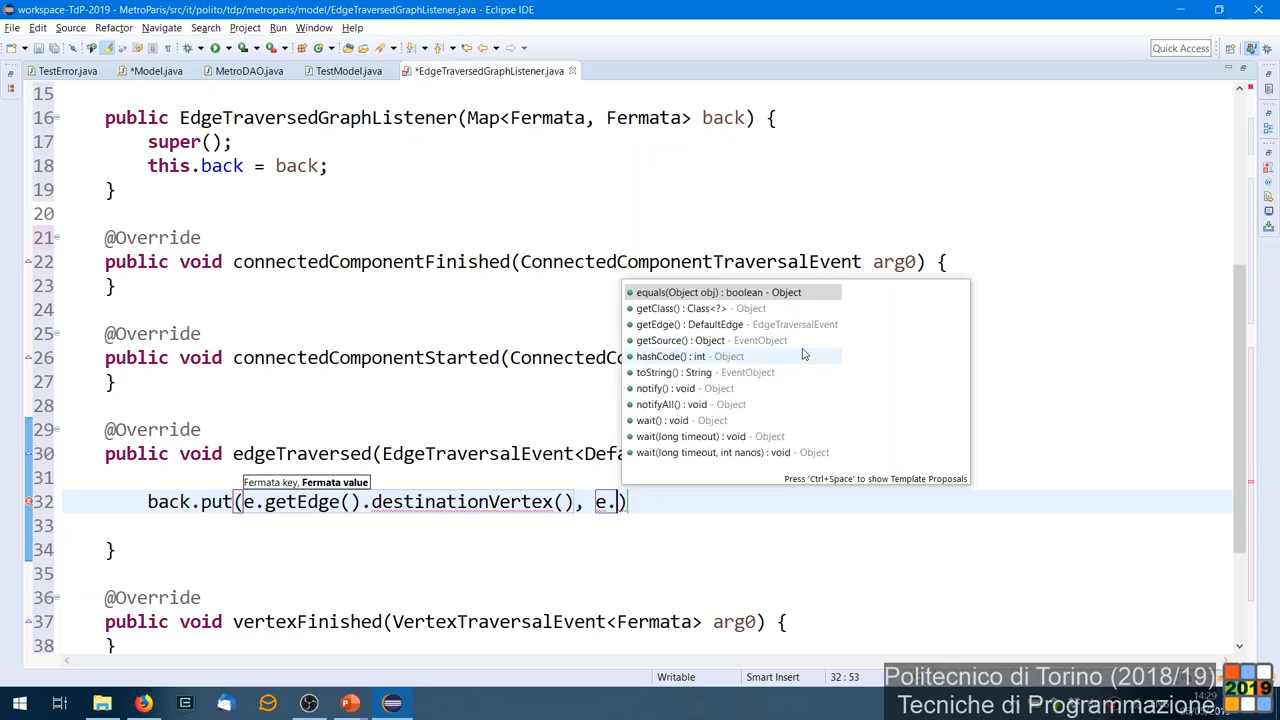 workspace-TdP-2019 - MetroParis/src/it/polito/tdp/metroparis/model/EdgeTraversedGraphListener.java - Eclipse IDE
File Edit Source Refactor Navigate Search Project Run Window Help
Quick Access
TestError.java *Model.java MetroDAO.java TestModel.java *EdgeTraversedGraphListener.java
15
16 public EdgeTraversedGraphListener(Map<Fermata, Fermata> back) {
17 super();
18 this.back = back;
19 }
20
21 @Override
22 public void connectedComponentFinished(ConnectedComponentTraversalEvent arg0) {
23 }
equals(Object obj) : boolean - Object
getClass() : Class<?> - Object
getEdge() : DefaultEdge - EdgeTraversalEvent
getSource() : Object - EventObject
hashCode() : int - Object
toString() : String - EventObject
notify() : void - Object
notifyAll() : void - Object
wait() : void - Object
wait(long timeout) : void - Object
wait(long timeout, int nanos) : void - Object
Press 'Ctrl+Space' to show Template Proposals
24
25 @Override
26 public void connectedComponentStarted(ConnectedCo
27 }
28
29 @Override
30 public void edgeTraversed(EdgeTraversalEvent<Defa
31
Fermata key, Fermata value
32 back.put(e.getEdge().destinationVertex(), e.)
33
34 }
35
36 @Override
37 public void vertexFinished(VertexTraversalEvent<Fermata> arg0) {
38 }
Writable Smart Insert 32 : 53
Politecnico di Torino (2018/19)
Tecniche di Programmazione
2019
14:29